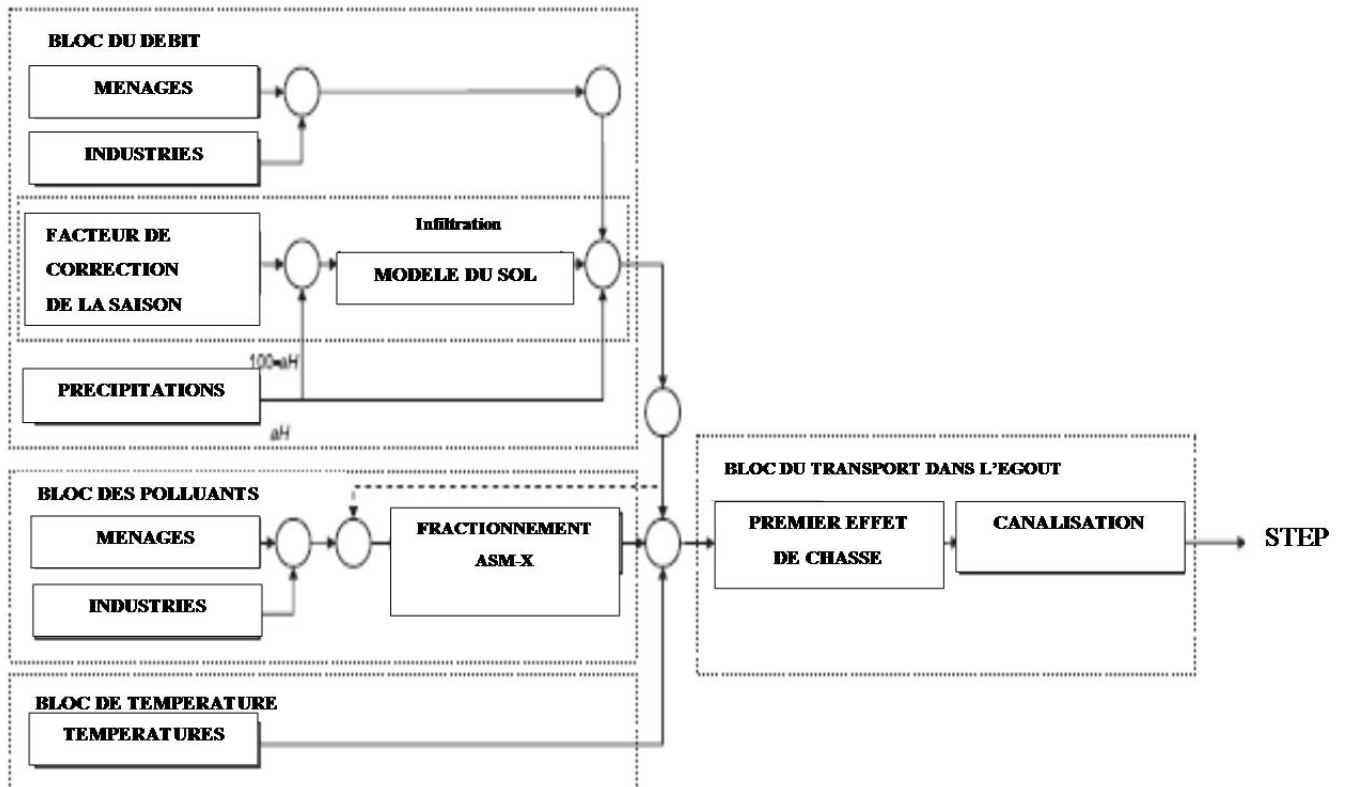 BLOC DU DEBIT
MENAGES
INDUSTRIES
FACTEUR DE
CORRECTION
DE LA SAISON
Infiltration
MODELE DU SOL
100-aH
PRECIPITATIONS
aH
BLOC DES POLLUANTS
MENAGES
INDUSTRIES
FRACTIONNEMENT
ASM-X
BLOC DU TRANSPORT DANS L'EGOUT
PREMIER EFFET
DE CHASSE
CANALISATION
STEP
BLOC DE TEMPERATURE
TEMPERATURES